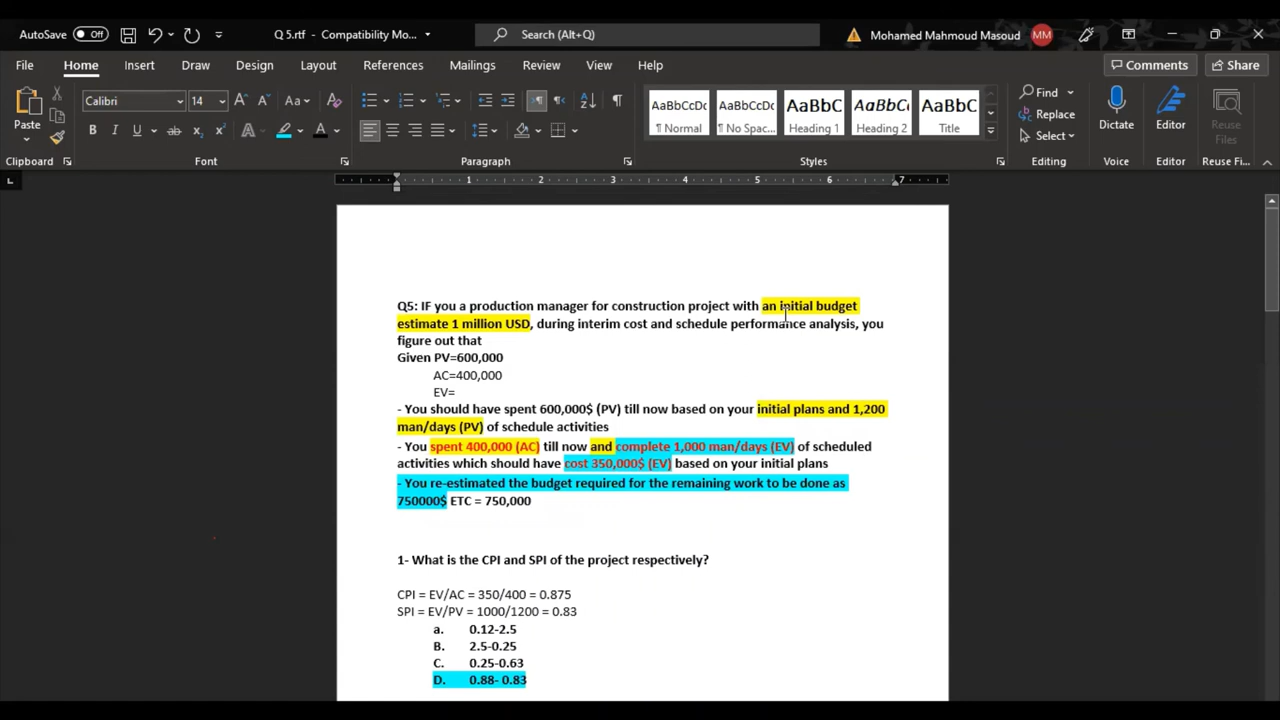 AutoSave Off Q 5.rtf - Compatibility Mo... Search (Alt+Q) Mohamed Mahmoud Masoud MM
File Home Insert Draw Design Layout References Mailings Review View Help Comments Share
Calibri 14 AaBbCcDc AaBbCcDc AaBbC AaBbCc AaBbC Find
Replace
Paste B I U ab ¶ Normal ¶ No Spac... Heading 1 Heading 2 Title Select Dictate Editor Reuse Files
Clipboard Font Paragraph Styles Editing Voice Editor Reuse Fi...
1 2 3 4 5 6 7
Q5: IF you a production manager for construction project with an initial budget
estimate 1 million USD, during interim cost and schedule performance analysis, you
figure out that
Given PV=600,000
AC=400,000
EV=
- You should have spent 600,000$ (PV) till now based on your initial plans and 1,200
man/days (PV) of schedule activities
- You spent 400,000 (AC) till now and complete 1,000 man/days (EV) of scheduled
activities which should have cost 350,000$ (EV) based on your initial plans
- You re-estimated the budget required for the remaining work to be done as
750000$ ETC = 750,000
1- What is the CPI and SPI of the project respectively?
CPI = EV/AC = 350/400 = 0.875
SPI = EV/PV = 1000/1200 = 0.83
a. 0.12-2.5
B. 2.5-0.25
C. 0.25-0.63
D. 0.88- 0.83